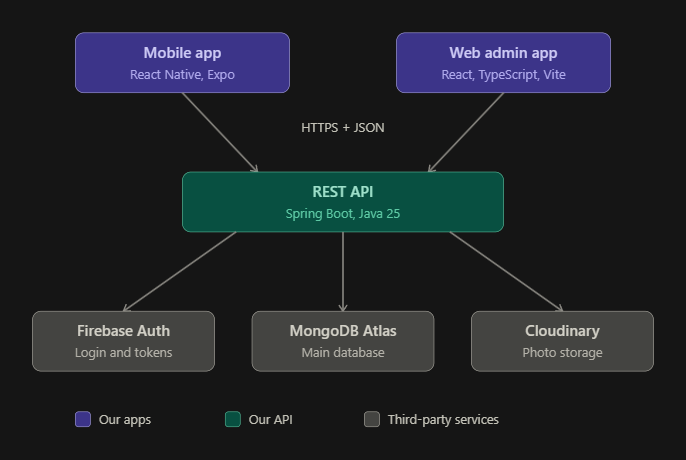 Mobile app
React Native, Expo
Web admin app
React, TypeScript, Vite
HTTPS + JSON
REST API
Spring Boot, Java 25
Firebase Auth
Login and tokens
MongoDB Atlas
Main database
Cloudinary
Photo storage
Our apps
Our API
Third-party services